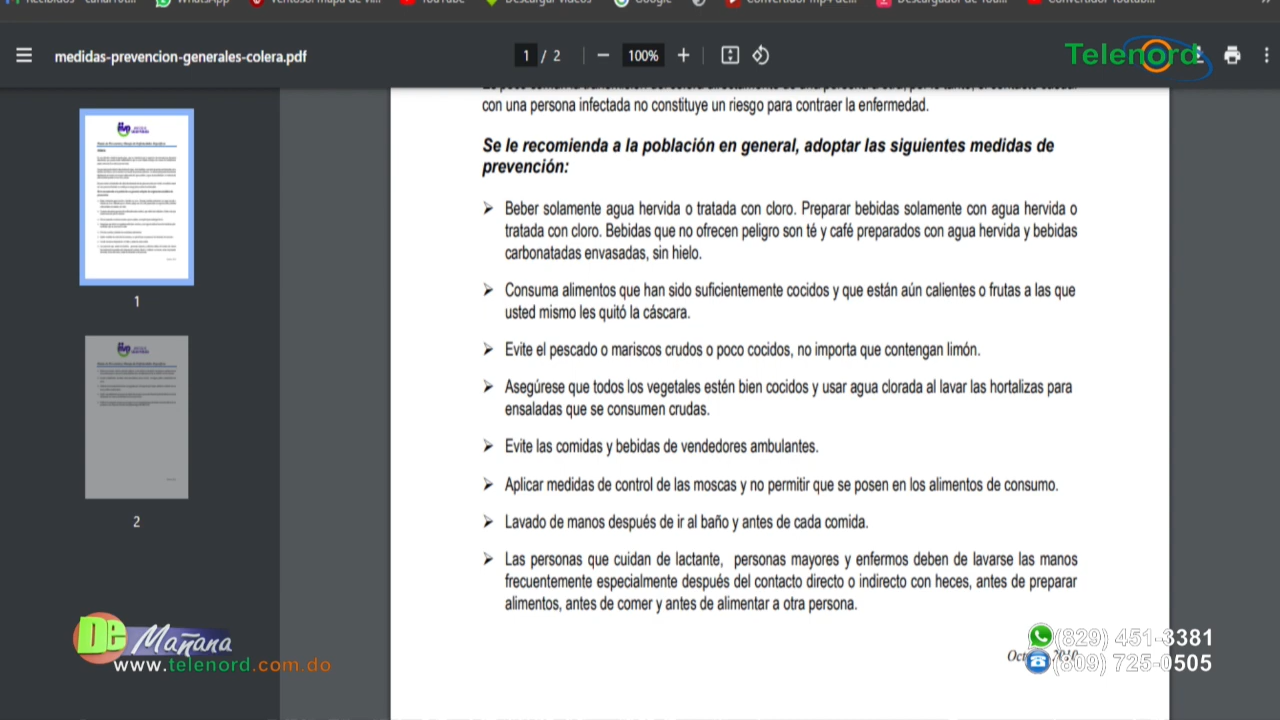 WhatsApp
YouTube
Descargar videos
Google
medidas-prevencion-generales-colera.pdf
1 / 2
100%
Telenord
con una persona infectada no constituye un riesgo para contraer la enfermedad.
Se le recomienda a la población en general, adoptar las siguientes medidas de
prevención:
➢ Beber solamente agua hervida o tratada con cloro. Preparar bebidas solamente con agua hervida o
tratada con cloro. Bebidas que no ofrecen peligro son té y café preparados con agua hervida y bebidas
carbonatadas envasadas, sin hielo.
➢ Consuma alimentos que han sido suficientemente cocidos y que están aún calientes o frutas a las que
usted mismo les quitó la cáscara.
➢ Evite el pescado o mariscos crudos o poco cocidos, no importa que contengan limón.
➢ Asegúrese que todos los vegetales estén bien cocidos y usar agua clorada al lavar las hortalizas para
ensaladas que se consumen crudas.
➢ Evite las comidas y bebidas de vendedores ambulantes.
➢ Aplicar medidas de control de las moscas y no permitir que se posen en los alimentos de consumo.
➢ Lavado de manos después de ir al baño y antes de cada comida.
➢ Las personas que cuidan de lactante, personas mayores y enfermos deben de lavarse las manos
frecuentemente especialmente después del contacto directo o indirecto con heces, antes de preparar
alimentos, antes de comer y antes de alimentar a otra persona.
1
2
De Mañana
www.telenord.com.do
(829) 451-3381
(809) 725-0505